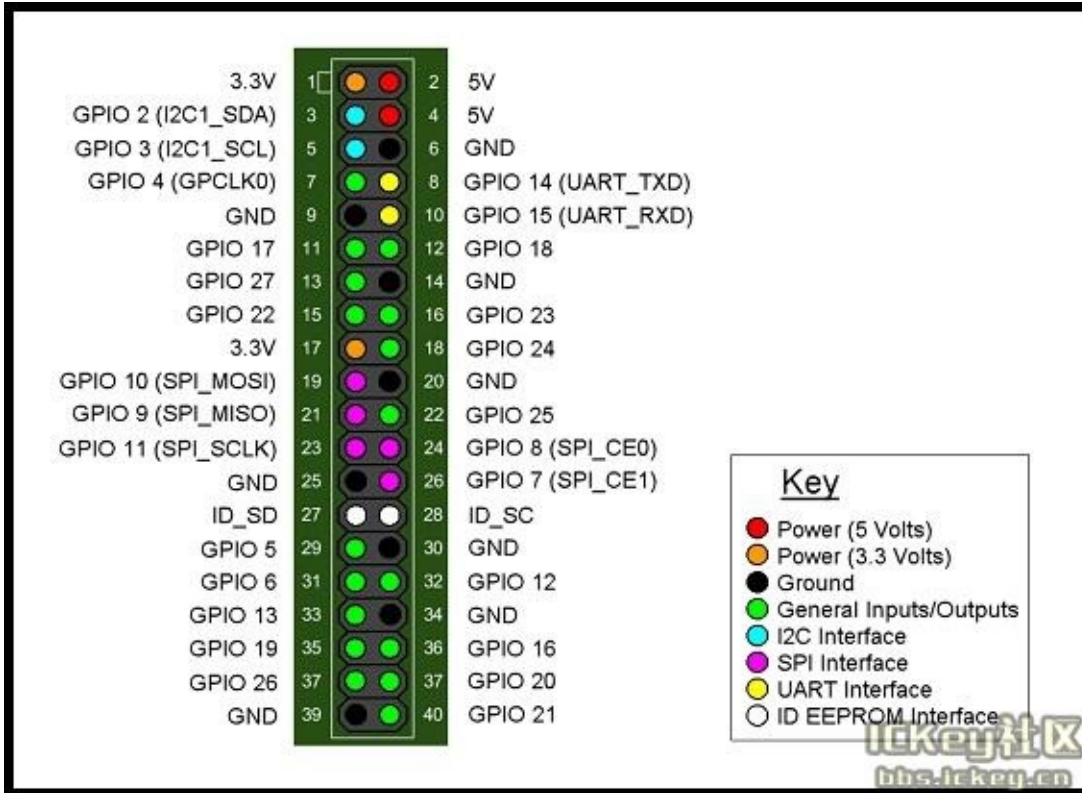 3.3V 1 2 5V
GPIO 2 (I2C1_SDA) 3 4 5V
GPIO 3 (I2C1_SCL) 5 6 GND
GPIO 4 (GPCLK0) 7 8 GPIO 14 (UART_TXD)
GND 9 10 GPIO 15 (UART_RXD)
GPIO 17 11 12 GPIO 18
GPIO 27 13 14 GND
GPIO 22 15 16 GPIO 23
3.3V 17 18 GPIO 24
GPIO 10 (SPI_MOSI) 19 20 GND
GPIO 9 (SPI_MISO) 21 22 GPIO 25
GPIO 11 (SPI_SCLK) 23 24 GPIO 8 (SPI_CE0)
GND 25 26 GPIO 7 (SPI_CE1)
ID_SD 27 28 ID_SC
GPIO 5 29 30 GND
GPIO 6 31 32 GPIO 12
GPIO 13 33 34 GND
GPIO 19 35 36 GPIO 16
GPIO 26 37 37 GPIO 20
GND 39 40 GPIO 21
Key
Power (5 Volts)
Power (3.3 Volts)
Ground
General Inputs/Outputs
I2C Interface
SPI Interface
UART Interface
ID EEPROM Interface
ICKey社区
bbs.ickey.cn